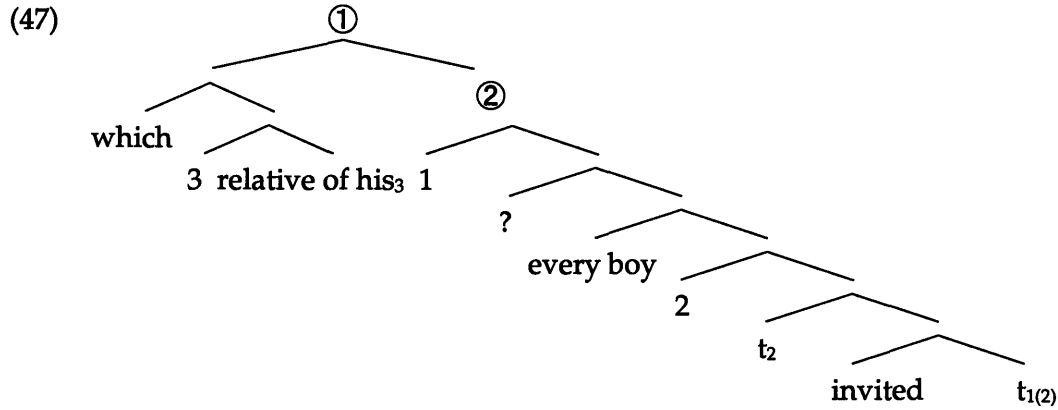 (47)
①
②
which
3 relative of his₃ 1
?
every boy
2
t₂
invited t₁₍₂₎